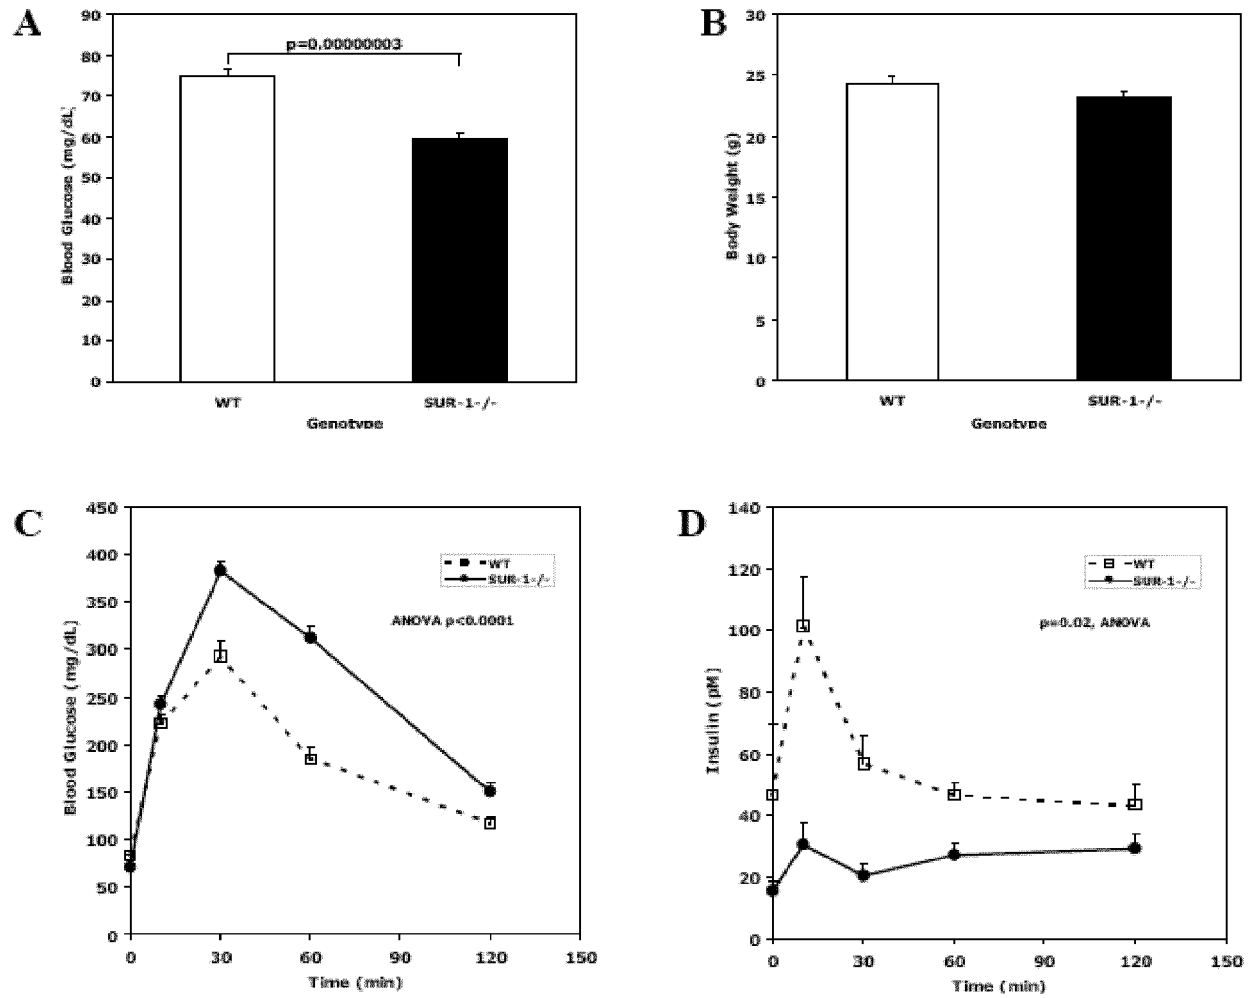 A
90
80
70
60
50
40
30
20
10
0
Blood Glucose (mg/dL)
p=0.00000003
WT
SUR-1-/-
Genotype
B
30
25
20
15
10
5
0
Body Weight (g)
WT
SUR-1-/-
Genotype
C
450
400
350
300
250
200
150
100
50
0
Blood Glucose (mg/dL)
WT
SUR-1-/-
ANOVA p<0.0001
0 30 60 90 120 150
Time (min)
D
140
120
100
80
60
40
20
0
Insulin (pM)
WT
SUR-1-/-
p=0.02, ANOVA
0 30 60 90 120 150
Time (min)